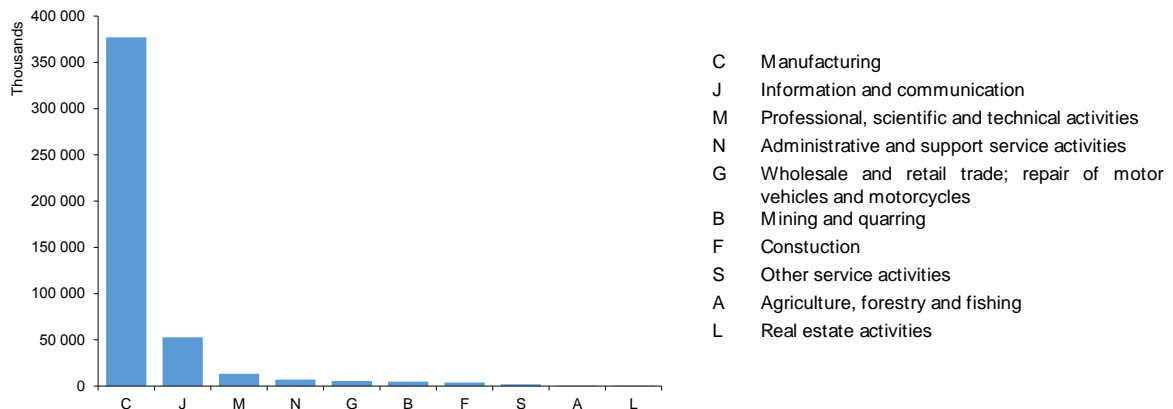 Thousands
400 000
350 000
300 000
250 000
200 000
150 000
100 000
50 000
0
C J M N G B F S A L
C Manufacturing
J Information and communication
M Professional, scientific and technical activities
N Administrative and support service activities
G Wholesale and retail trade; repair of motor
vehicles and motorcycles
B Mining and quarring
F Constuction
S Other service activities
A Agriculture, forestry and fishing
L Real estate activities